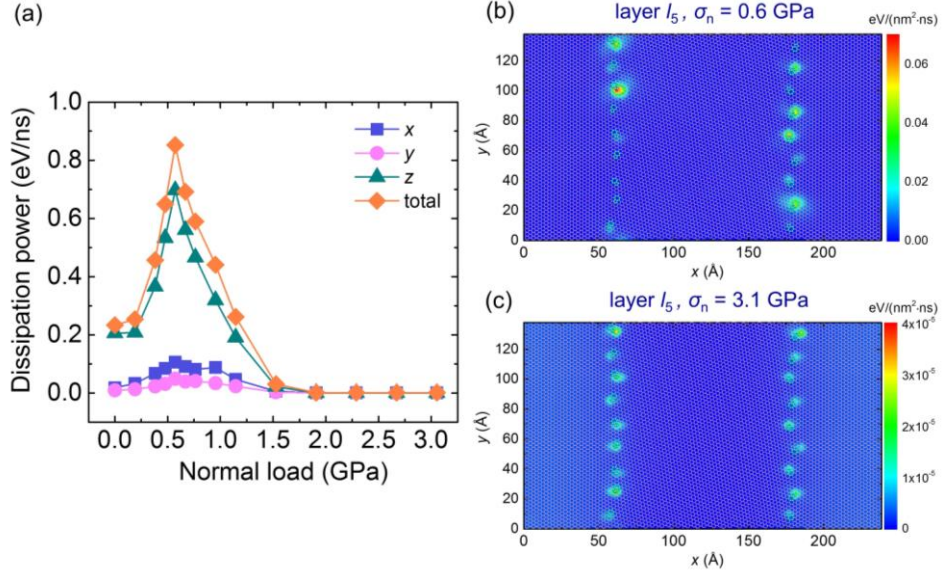 (a)
Dissipation power (eV/ns)
1.0
0.8
0.6
0.4
0.2
0.0
x
y
z
total
0.0 0.5 1.0 1.5 2.0 2.5 3.0
Normal load (GPa)
(b)
layer l₅ , σₙ = 0.6 GPa
eV/(nm²·ns)
y (Å)
120
100
80
60
40
20
0
0 50 100 150 200
x (Å)
0.06
0.04
0.02
0.00
(c)
layer l₅ , σₙ = 3.1 GPa
eV/(nm²·ns)
y (Å)
120
100
80
60
40
20
0
0 50 100 150 200
x (Å)
4x10⁻⁵
3x10⁻⁵
2x10⁻⁵
1x10⁻⁵
0